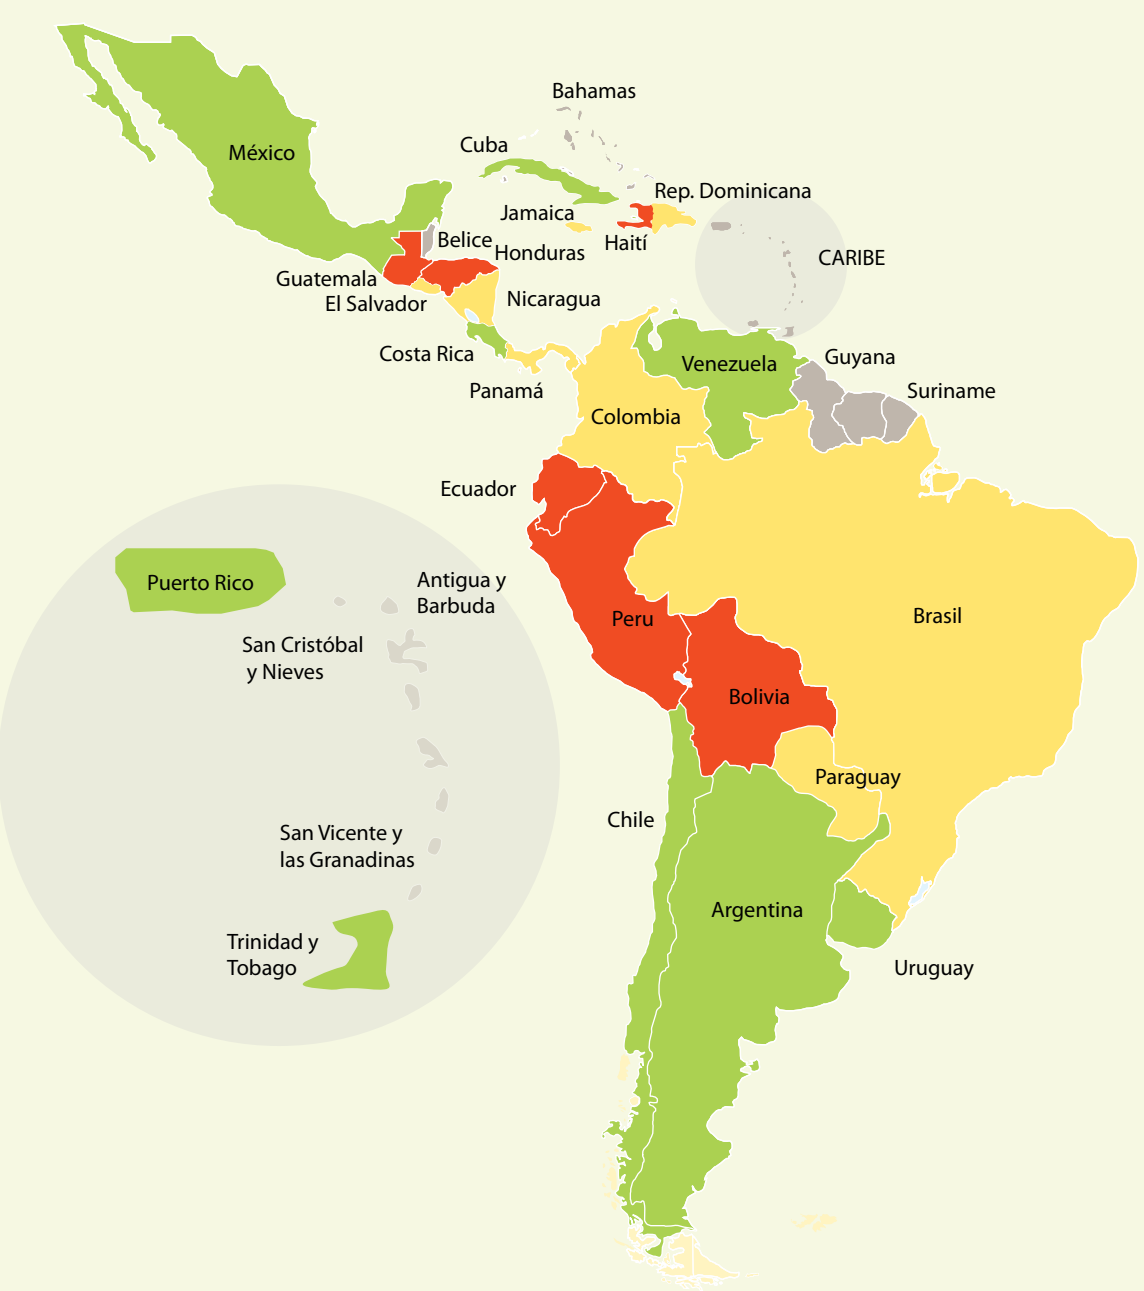 Bahamas
Cuba
México
Rep. Dominicana
Jamaica
Haití
Belice
Honduras
CARIBE
Guatemala
El Salvador
Nicaragua
Costa Rica
Panamá
Venezuela
Guyana
Suriname
Colombia
Ecuador
Puerto Rico
Antigua y
Barbuda
Peru
Brasil
San Cristóbal
y Nieves
Bolivia
Paraguay
Chile
San Vicente y
las Granadinas
Argentina
Trinidad y
Tobago
Uruguay